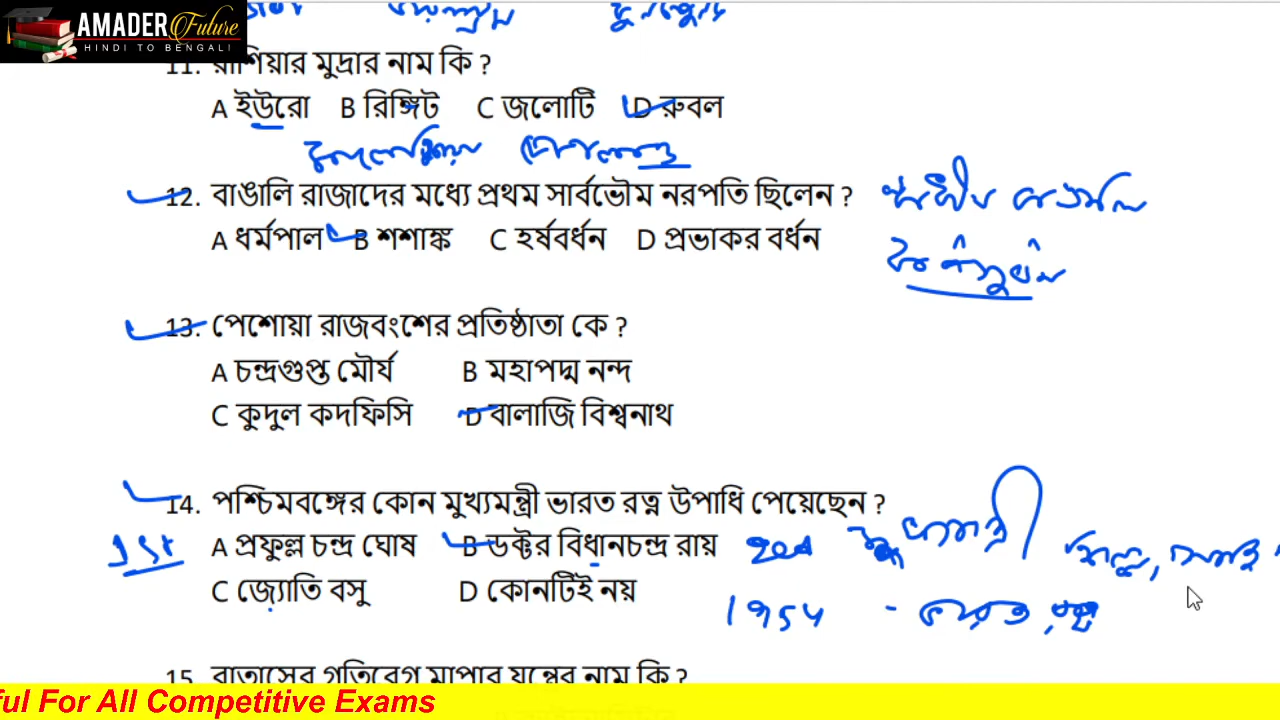 AMADER Future
HINDI TO BENGALI
11. রাশিয়ার মুদ্রার নাম কি ?
A ইউরো B রিঙ্গিট C জলোটি D রুবল
12. বাঙালি রাজাদের মধ্যে প্রথম সার্বভৌম নরপতি ছিলেন ?
A ধর্মপাল B শশাঙ্ক C হর্ষবর্ধন D প্রভাকর বর্ধন
13. পেশোয়া রাজবংশের প্রতিষ্ঠাতা কে ?
A চন্দ্রগুপ্ত মৌর্য B মহাপদ্ম নন্দ
C কুদুল কদফিসি D বালাজি বিশ্বনাথ
14. পশ্চিমবঙ্গের কোন মুখ্যমন্ত্রী ভারত রত্ন উপাধি পেয়েছেন ?
1st A প্রফুল্ল চন্দ্র ঘোষ B ডক্টর বিধানচন্দ্র রায়
C জ্যোতি বসু D কোনটিই নয় 1954 - ভারত রত্ন
15. বাতাসের গতিবেগ মাপার যন্ত্রের নাম কি ?
ful For All Competitive Exams